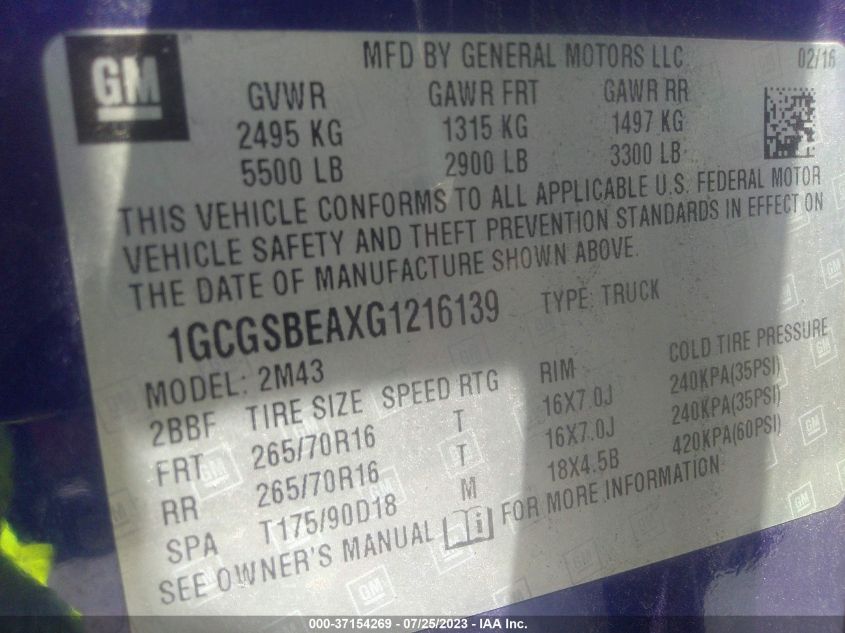 GM
MFD BY GENERAL MOTORS LLC 02/16
GVWR GAWR FRT GAWR RR
2495 KG 1315 KG 1497 KG
5500 LB 2900 LB 3300 LB
THIS VEHICLE CONFORMS TO ALL APPLICABLE U.S. FEDERAL MOTOR
VEHICLE SAFETY AND THEFT PREVENTION STANDARDS IN EFFECT ON
THE DATE OF MANUFACTURE SHOWN ABOVE.
1GCGSBEAXG1216139 TYPE: TRUCK
MODEL: 2M43
2BBF TIRE SIZE SPEED RTG RIM COLD TIRE PRESSURE
FRT 265/70R16 T 16X7.0J 240KPA(35PSI)
RR 265/70R16 T 16X7.0J 240KPA(35PSI)
SPA T175/90D18 M 18X4.5B 420KPA(60PSI)
SEE OWNER'S MANUAL i FOR MORE INFORMATION
000-37154269 - 07/25/2023 - IAA Inc.